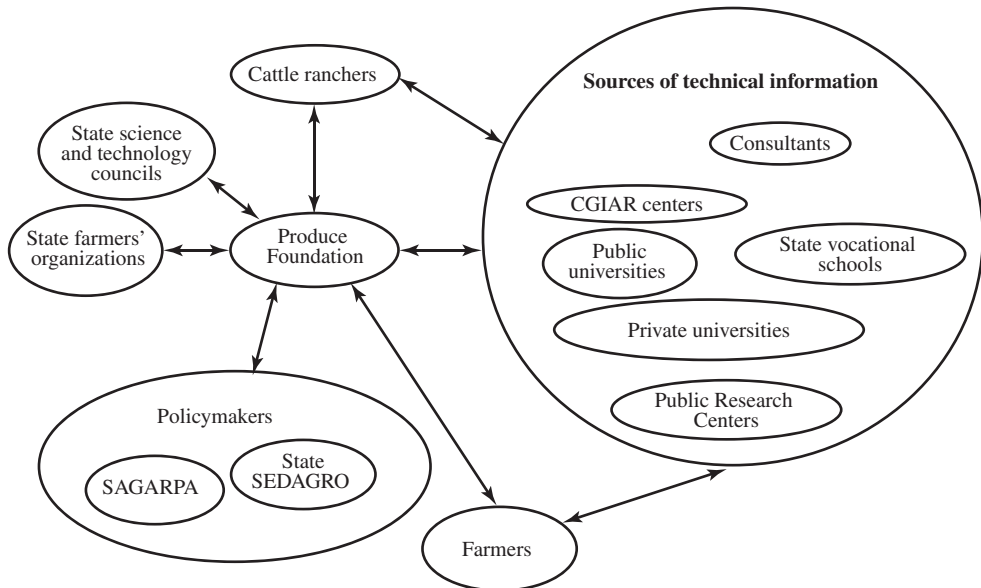 Cattle ranchers
Sources of technical information
State science
and technology
councils
Consultants
CGIAR centers
State farmers'
organizations
Produce
Foundation
Public
universities
State vocational
schools
Private universities
Public Research
Centers
Policymakers
SAGARPA
State
SEDAGRO
Farmers